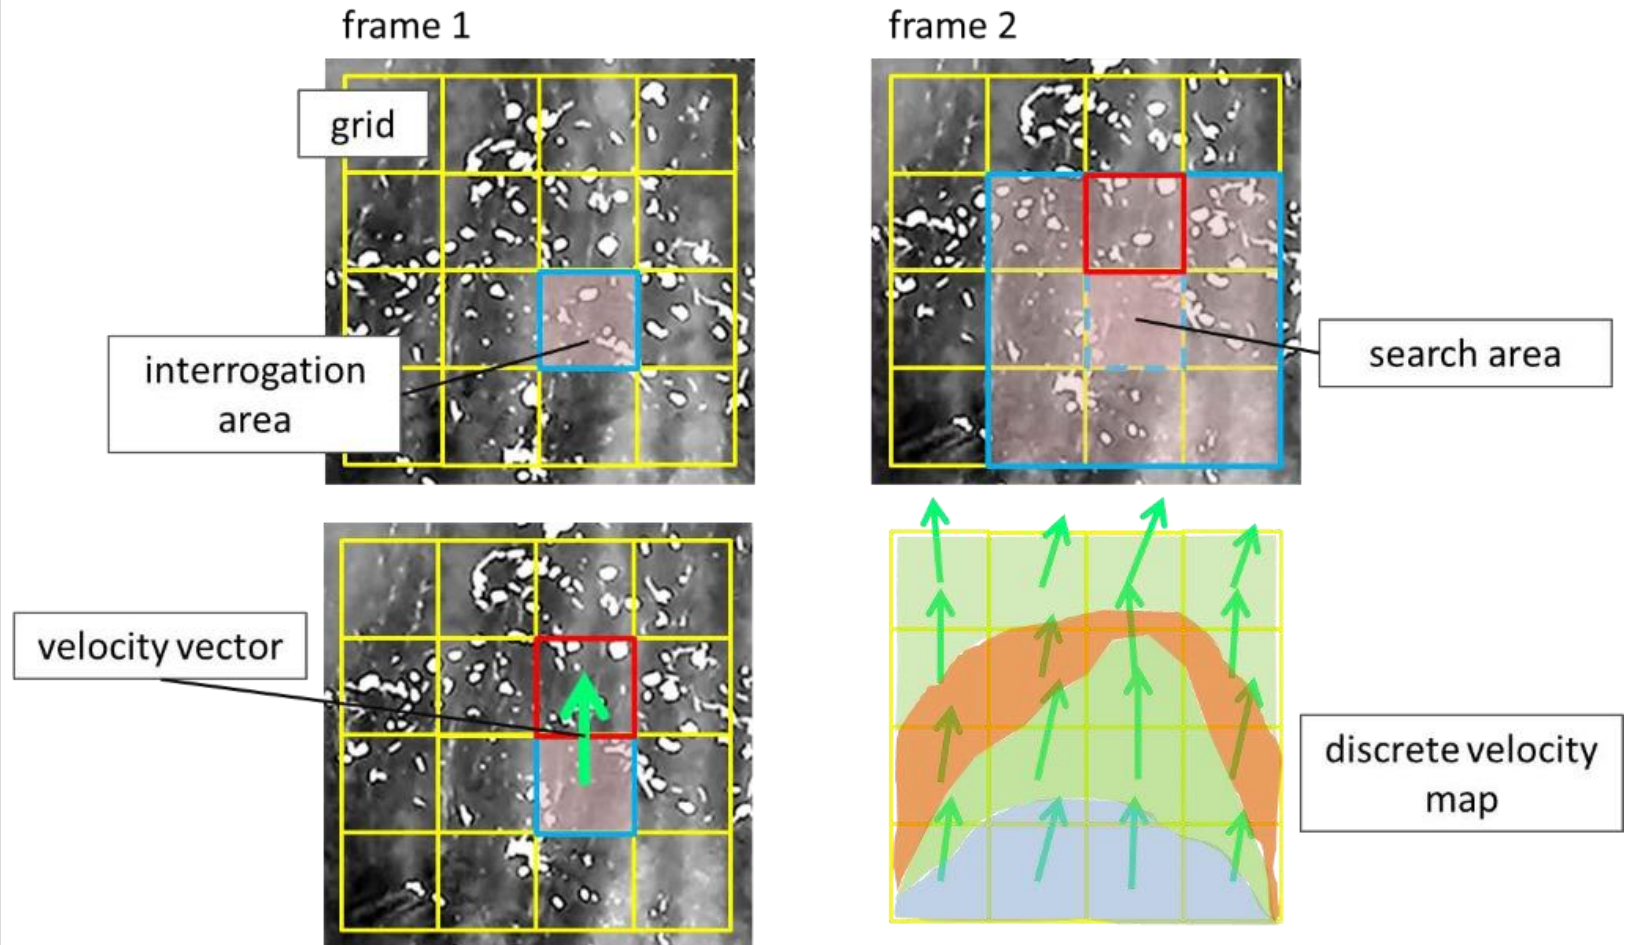 frame 1
frame 2
grid
interrogation
area
search area
velocity vector
discrete velocity
map